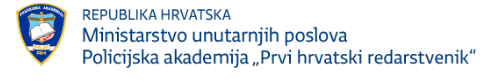 REPUBLIKA HRVATSKA
Ministarstvo unutarnjih poslova
Policijska akademija „Prvi hrvatski redarstvenik“